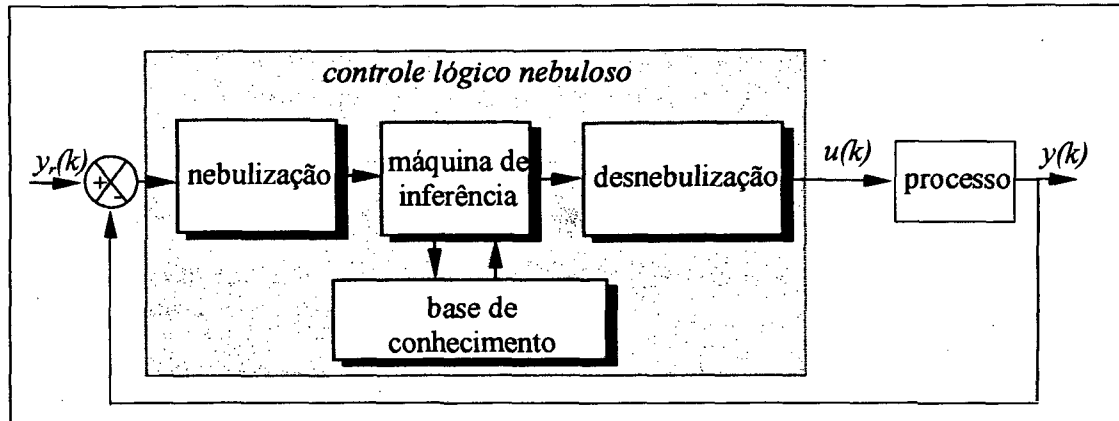 controle lógico nebuloso
y_r(k)
+
-
nebulização
máquina de
inferência
desnebulização
u(k)
processo
y(k)
base de
conhecimento